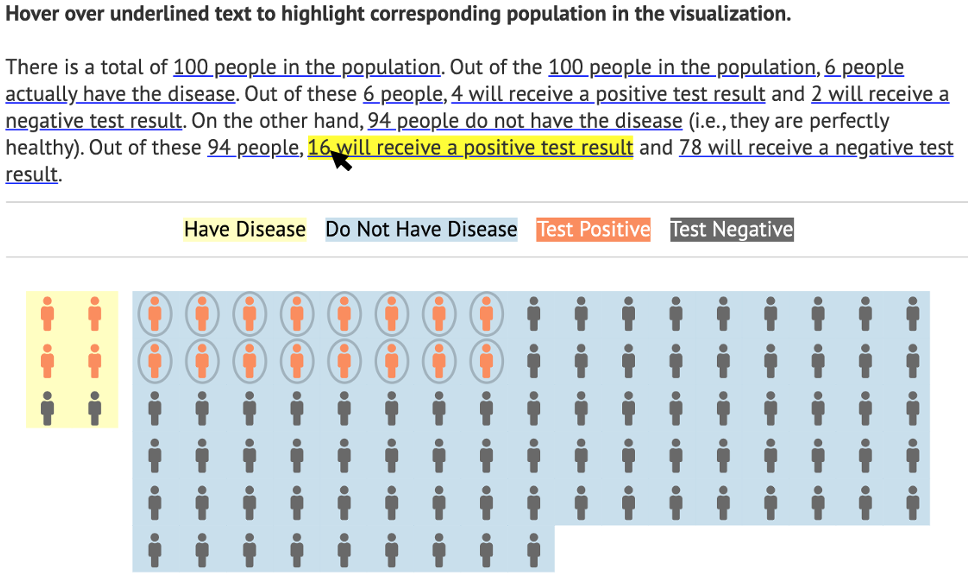 Hover over underlined text to highlight corresponding population in the visualization.
There is a total of 100 people in the population. Out of the 100 people in the population, 6 people
actually have the disease. Out of these 6 people, 4 will receive a positive test result and 2 will receive a
negative test result. On the other hand, 94 people do not have the disease (i.e., they are perfectly
healthy). Out of these 94 people, 16 will receive a positive test result and 78 will receive a negative test
result.
Have Disease Do Not Have Disease Test Positive Test Negative